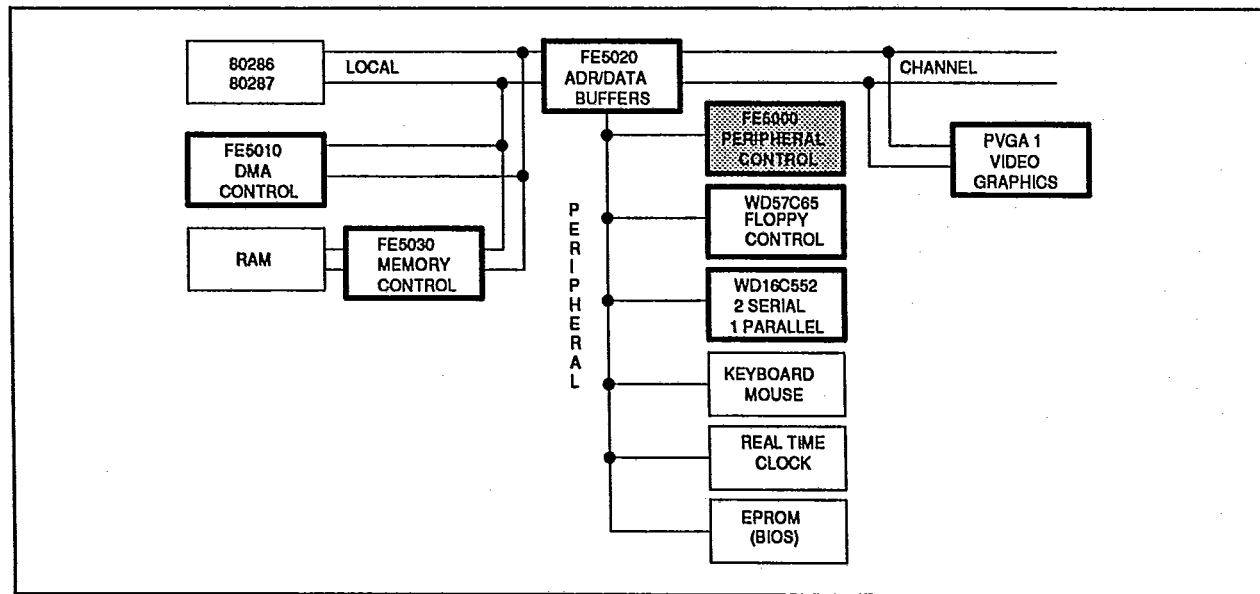 80286
80287
LOCAL
FE5020
ADR/DATA
BUFFERS
CHANNEL
FE5010
DMA
CONTROL
RAM
FE5030
MEMORY
CONTROL
PERIPHERAL
FE5000
PERIPHERAL
CONTROL
WD57C65
FLOPPY
CONTROL
WD16C552
2 SERIAL
1 PARALLEL
KEYBOARD
MOUSE
REAL TIME
CLOCK
EPROM
(BIOS)
PVGA 1
VIDEO
GRAPHICS